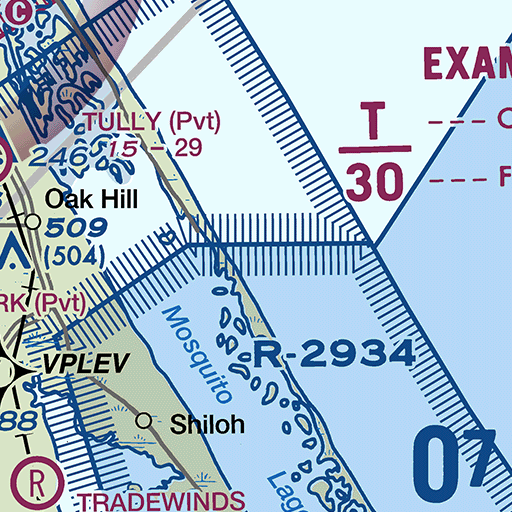 C
EXAM
TULLY (Pvt)
246 15 - 29
T
30
Oak Hill
509
(504)
RK (Pvt)
Mosquito
VPLEV
R-2934
88
Shiloh
07
R
Lago
TRADEWINDS